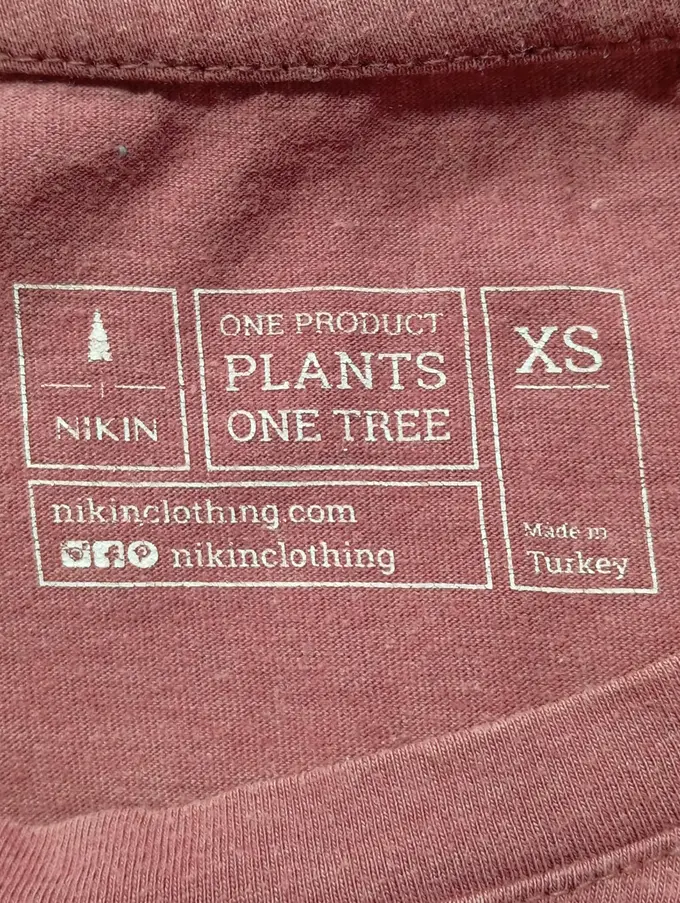 NIKIN
ONE PRODUCT
PLANTS
ONE TREE
XS
Made in
Turkey
nikinclothing.com
nikinclothing